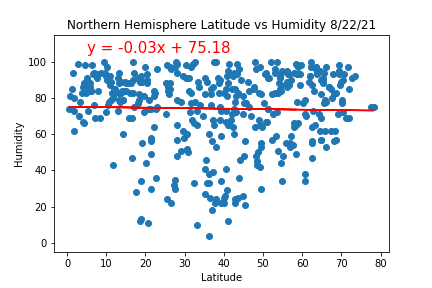 Northern Hemisphere Latitude vs Humidity 8/22/21
y = -0.03x + 75.18
100
80
60
40
20
0
Humidity
0 10 20 30 40 50 60 70 80
Latitude